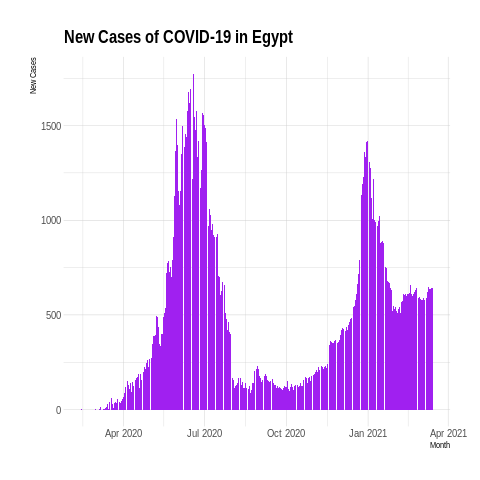 New Cases of COVID-19 in Egypt
New Cases
1500
1000
500
0
Apr 2020
Jul 2020
Oct 2020
Jan 2021
Apr 2021
Month